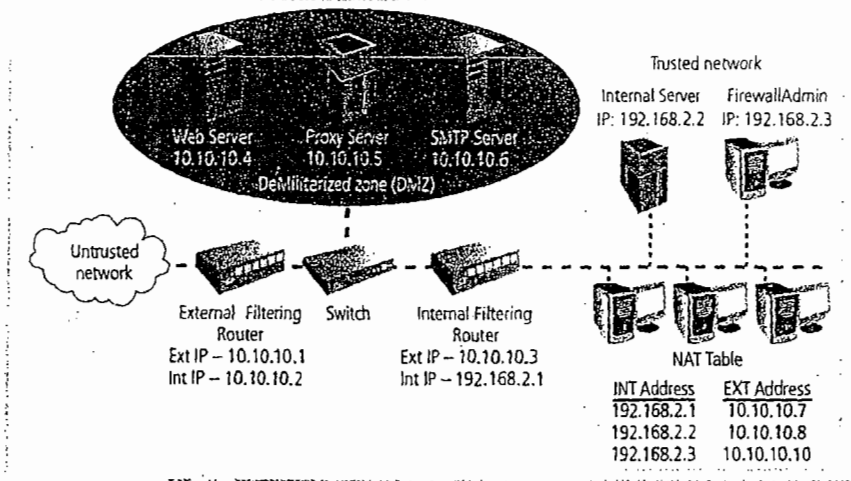 Web Server
10.10.10.4
Proxy Server
10.10.10.5
SMTP Server
10.10.10.6
DeMiliterized zone (DMZ)
Trusted network
Internal Server
IP: 192.168.2.2
FirewallAdmin
IP: 192.168.2.3
Untrusted
network
External Filtering
Router
Ext IP – 10.10.10.1
Int IP – 10.10.10.2
Switch
Internal Filtering
Router
Ext IP – 10.10.10.3
Int IP – 192.168.2.1
NAT Table
INT Address EXT Address
192.168.2.1 10.10.10.7
192.168.2.2 10.10.10.8
192.168.2.3 10.10.10.10